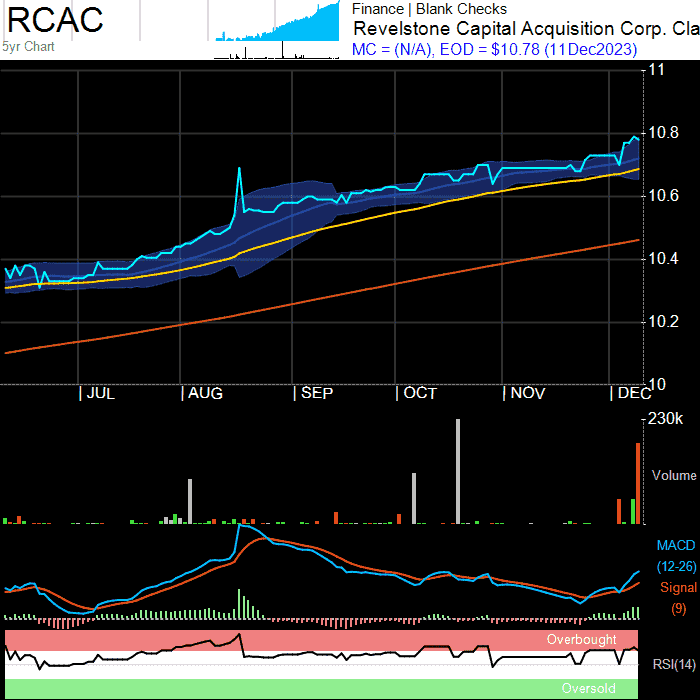 RCAC
5yr Chart
Finance | Blank Checks
Revelstone Capital Acquisition Corp. Cla
MC = (N/A), EOD = $10.78 (11Dec2023)
11
10.8
10.6
10.4
10.2
10
JUL AUG SEP OCT NOV DEC
230k
Volume
MACD
(12-26)
Signal
(9)
Overbought
RSI(14)
Oversold